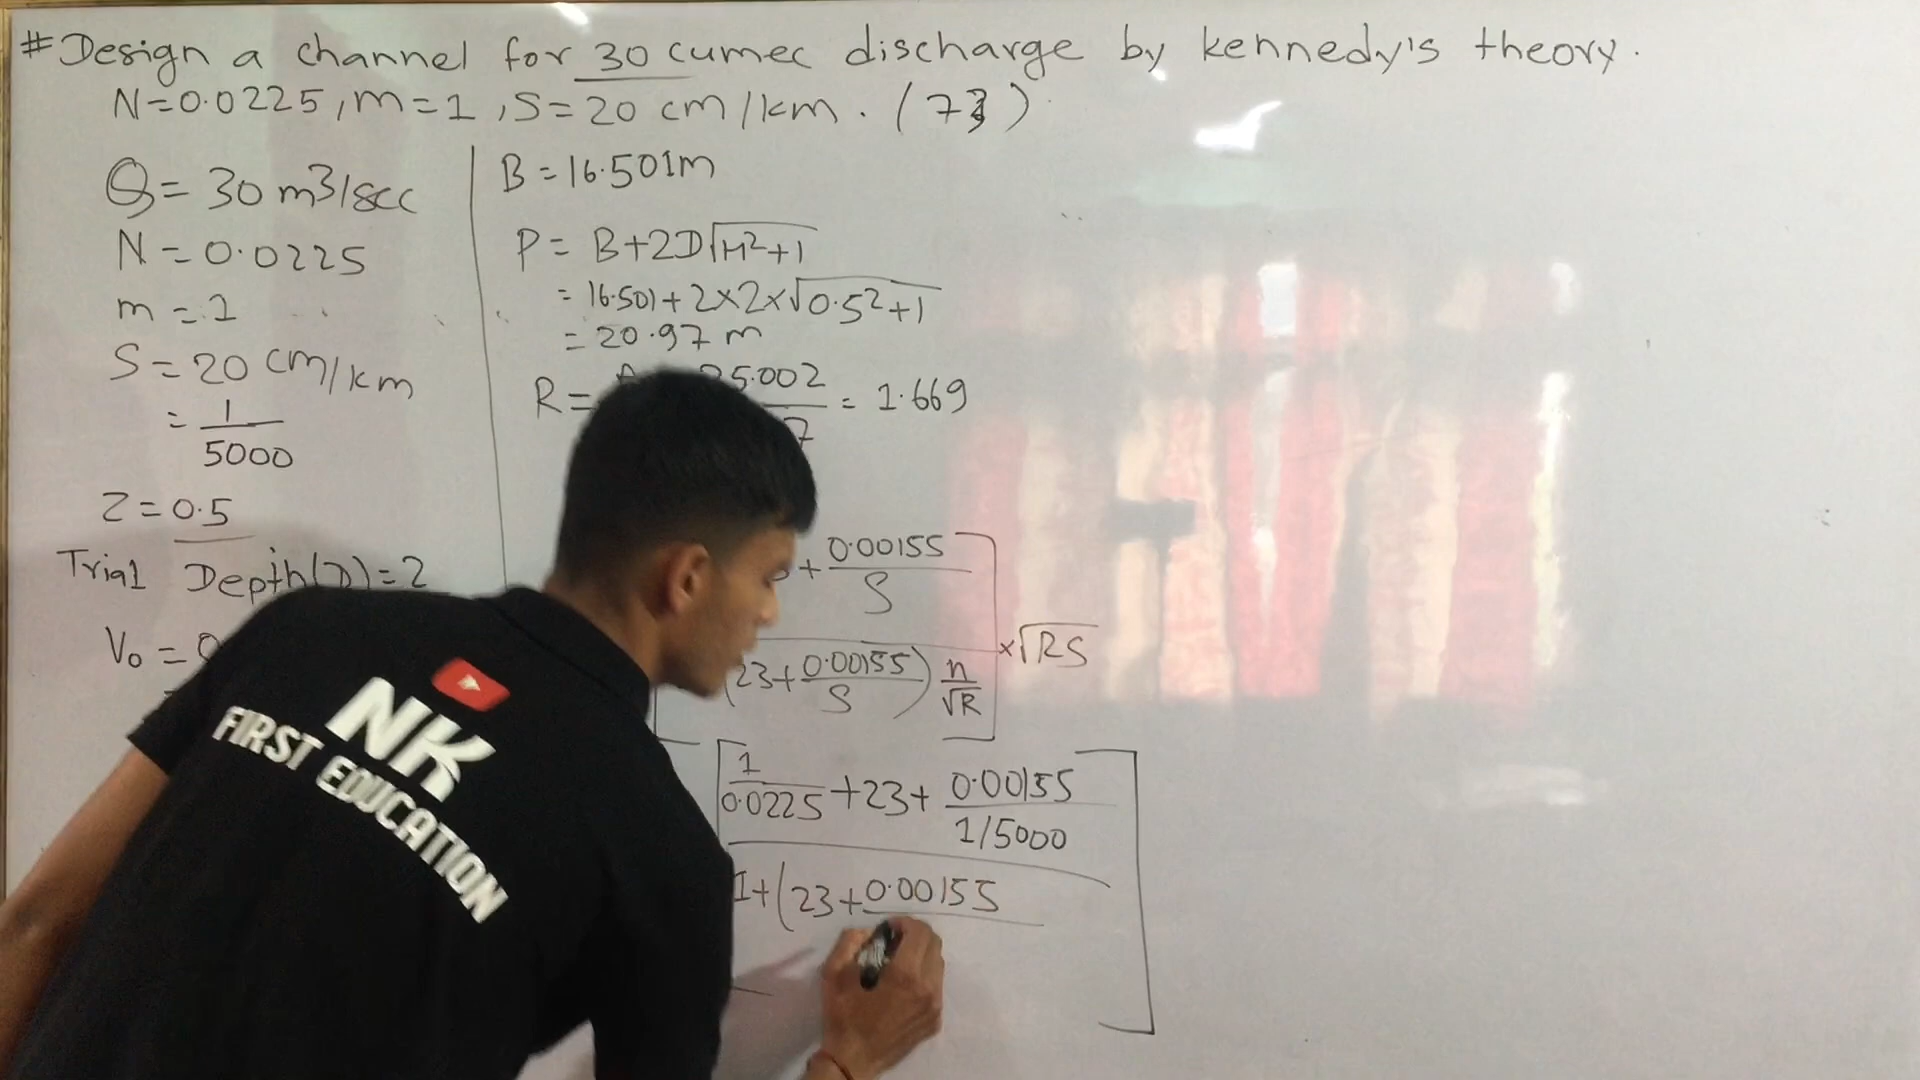 #Design a channel for 30 cumec discharge by kennedy's theory.
N=0.0225, m=1, S=20 cm/km. (73)
Q= 30 m3/sec
N=0.0225
m=1
S=20 cm/km
= 1/5000
Z=0.5
Trial Depth(D)=2
V₀=
B=16.501m
P= B+2D√M²+1
= 16.501+2×2×√0.5²+1
= 20.97 m
R= 25.002 = 1.669
+ 0.00155/S
(23+0.00155/S) n/√R ×√RS
1/0.0225 +23+ 0.00155/1/5000
1+(23+0.00155
NK
FIRST EDUCATION